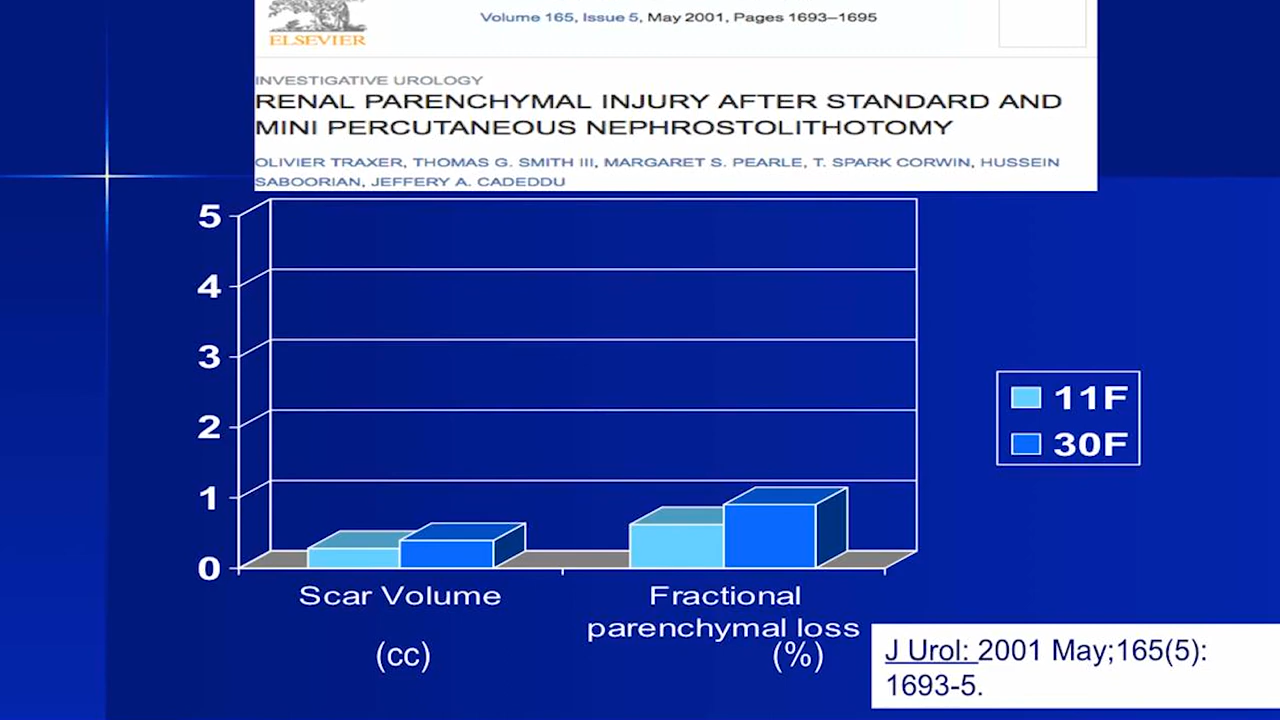 ELSEVIER
Volume 165, Issue 5, May 2001, Pages 1693–1695
INVESTIGATIVE UROLOGY
RENAL PARENCHYMAL INJURY AFTER STANDARD AND
MINI PERCUTANEOUS NEPHROSTOLITHOTOMY
OLIVIER TRAXER, THOMAS G. SMITH III, MARGARET S. PEARLE, T. SPARK CORWIN, HUSSEIN
SABOORIAN, JEFFERY A. CADEDDU
5
4
3
2
1
0
11F
30F
Scar Volume
(cc)
Fractional
parenchymal loss
(%)
J Urol: 2001 May;165(5):
1693-5.